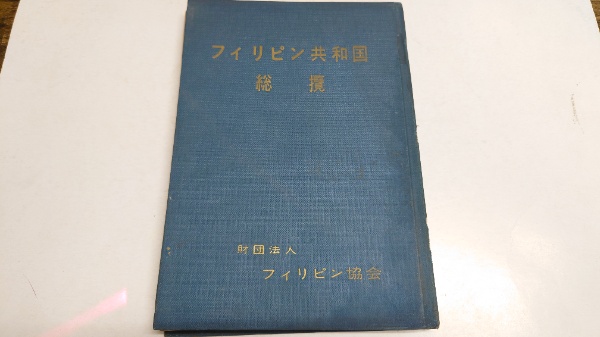 フィリピン共和国
総攬
財団法人
フィリピン協会